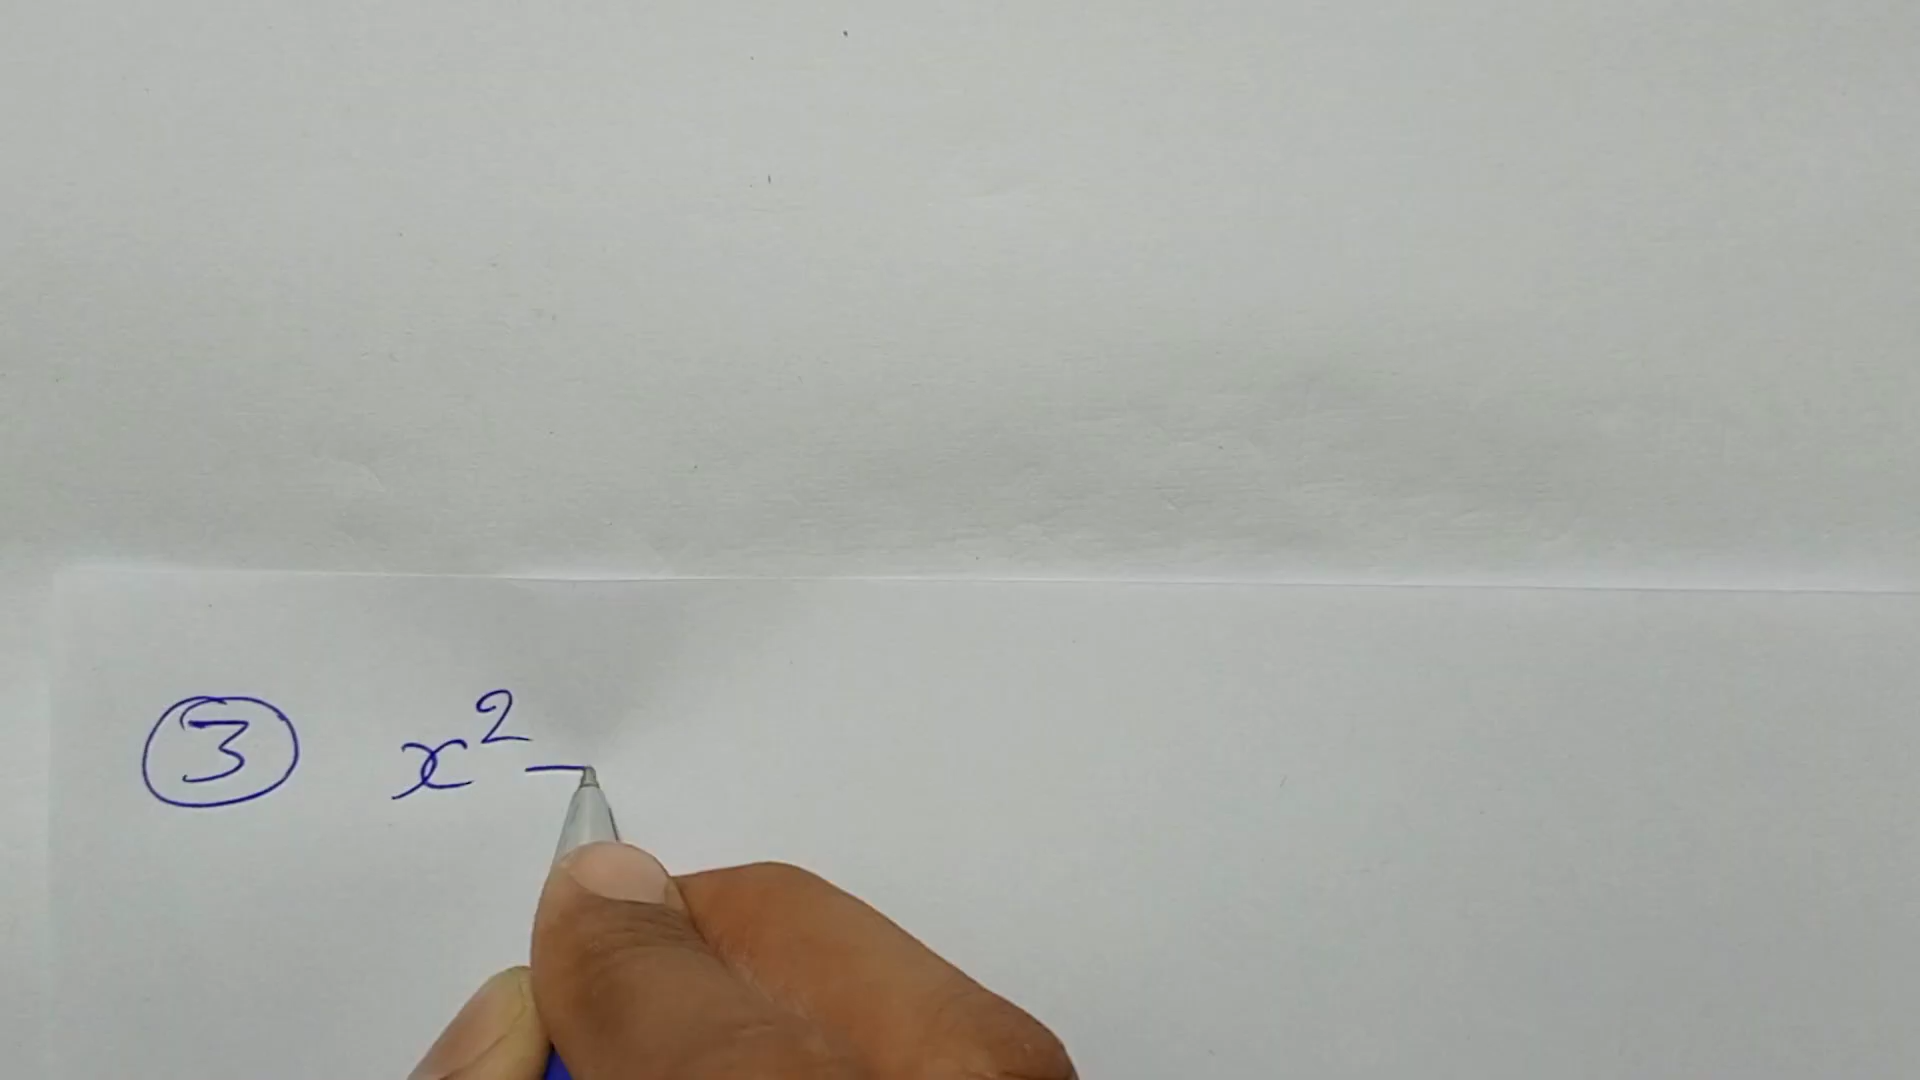 ③ x² −